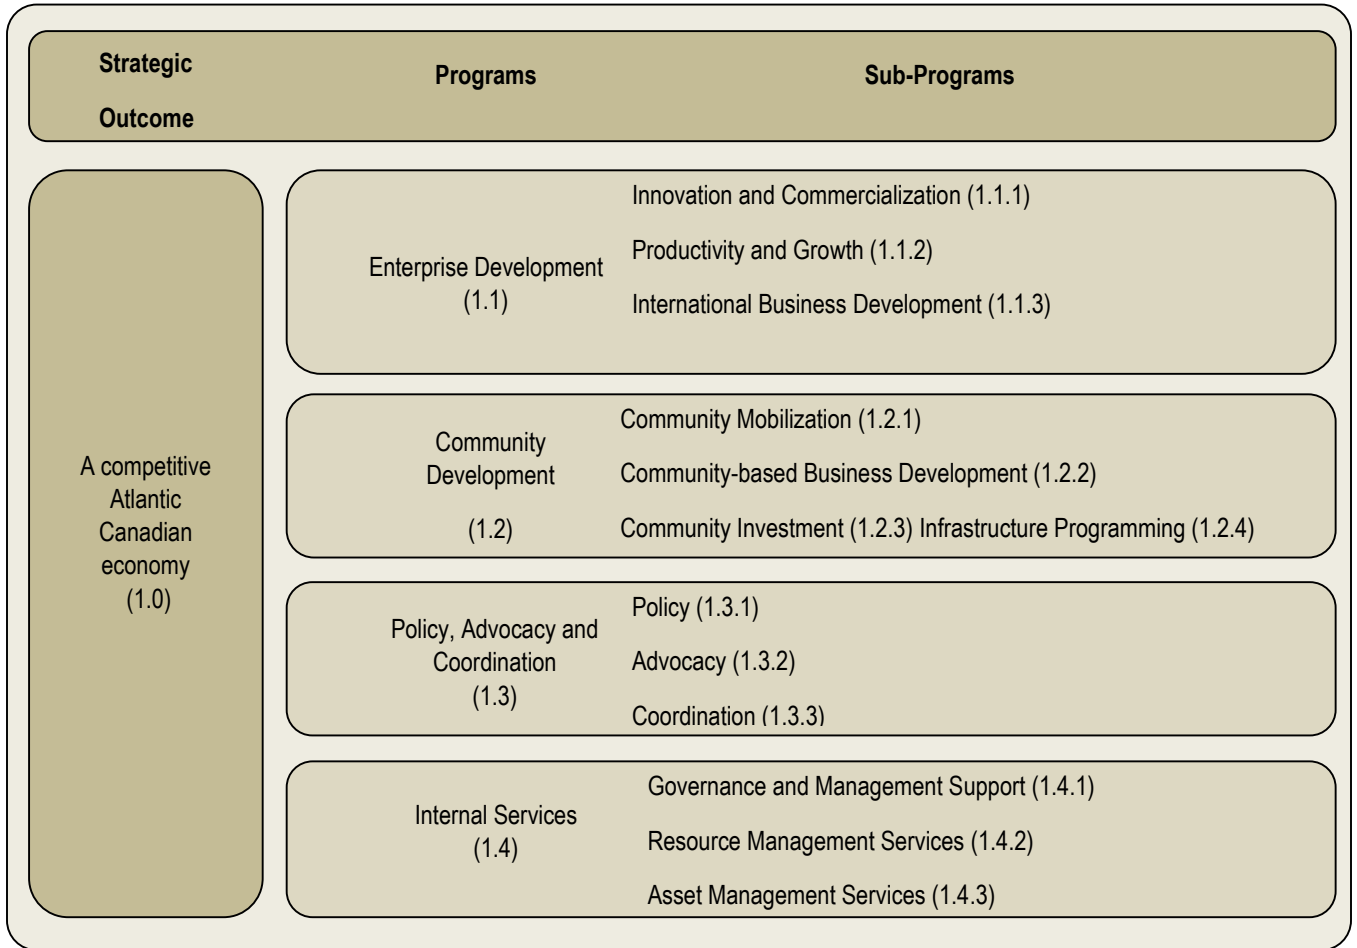 Strategic
Outcome
Programs
Sub-Programs
A competitive
Atlantic
Canadian
economy
(1.0)
Enterprise Development
(1.1)
Innovation and Commercialization (1.1.1)
Productivity and Growth (1.1.2)
International Business Development (1.1.3)
Community
Development
(1.2)
Community Mobilization (1.2.1)
Community-based Business Development (1.2.2)
Community Investment (1.2.3) Infrastructure Programming (1.2.4)
Policy, Advocacy and
Coordination
(1.3)
Policy (1.3.1)
Advocacy (1.3.2)
Coordination (1.3.3)
Internal Services
(1.4)
Governance and Management Support (1.4.1)
Resource Management Services (1.4.2)
Asset Management Services (1.4.3)